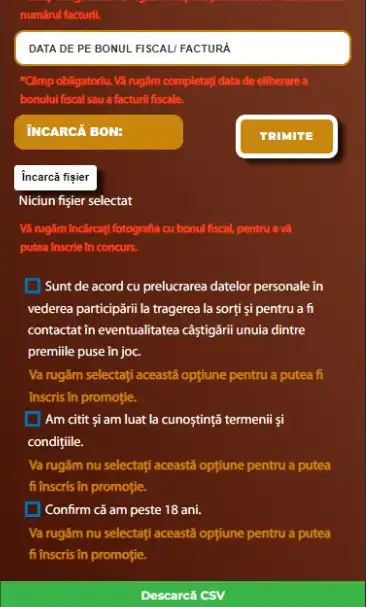 numărul facturii.
DATA DE PE BONUL FISCAL/ FACTURĂ
*Câmp obligatoriu. Vă rugăm completați data de eliberare a
bonului fiscal sau a facturii fiscale.
ÎNCARCĂ BON:
TRIMITE
Încarcă fișier
Niciun fișier selectat
Vă rugăm încărcați fotografia cu bonul fiscal, pentru a vă
putea înscrie în concurs.
Sunt de acord cu prelucrarea datelor personale în
vederea participării la tragerea la sorți și pentru a fi
contactat în eventualitatea câștigării unuia dintre
premiile puse în joc.
Va rugăm selectați această opțiune pentru a putea fi
înscris în promoție.
Am citit și am luat la cunoștință termenii și
condițiile.
Va rugăm nu selectați această opțiune pentru a putea
fi înscris în promoție.
Confirm că am peste 18 ani.
Va rugăm nu selectați această opțiune pentru a putea
fi înscris în promoție.
Descarcă CSV